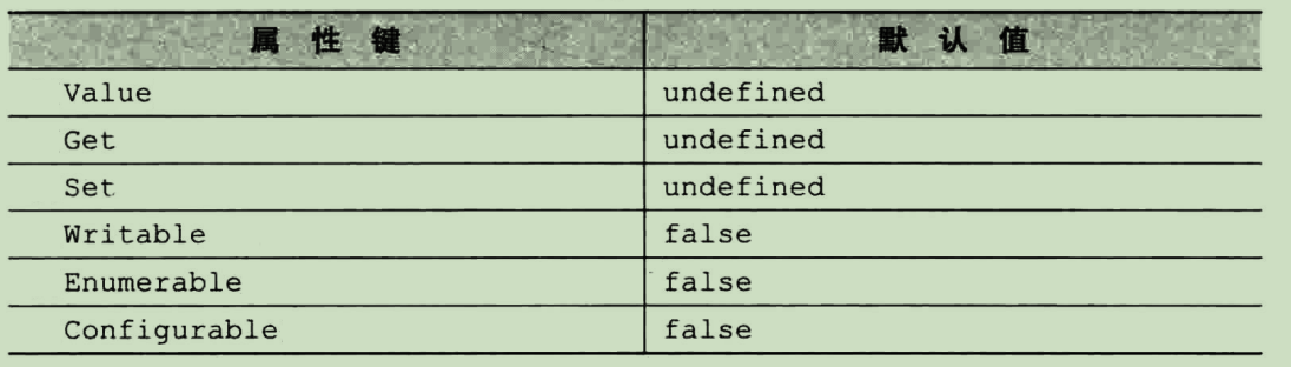 属性键 默认值
Value undefined
Get undefined
Set undefined
Writable false
Enumerable false
Configurable false